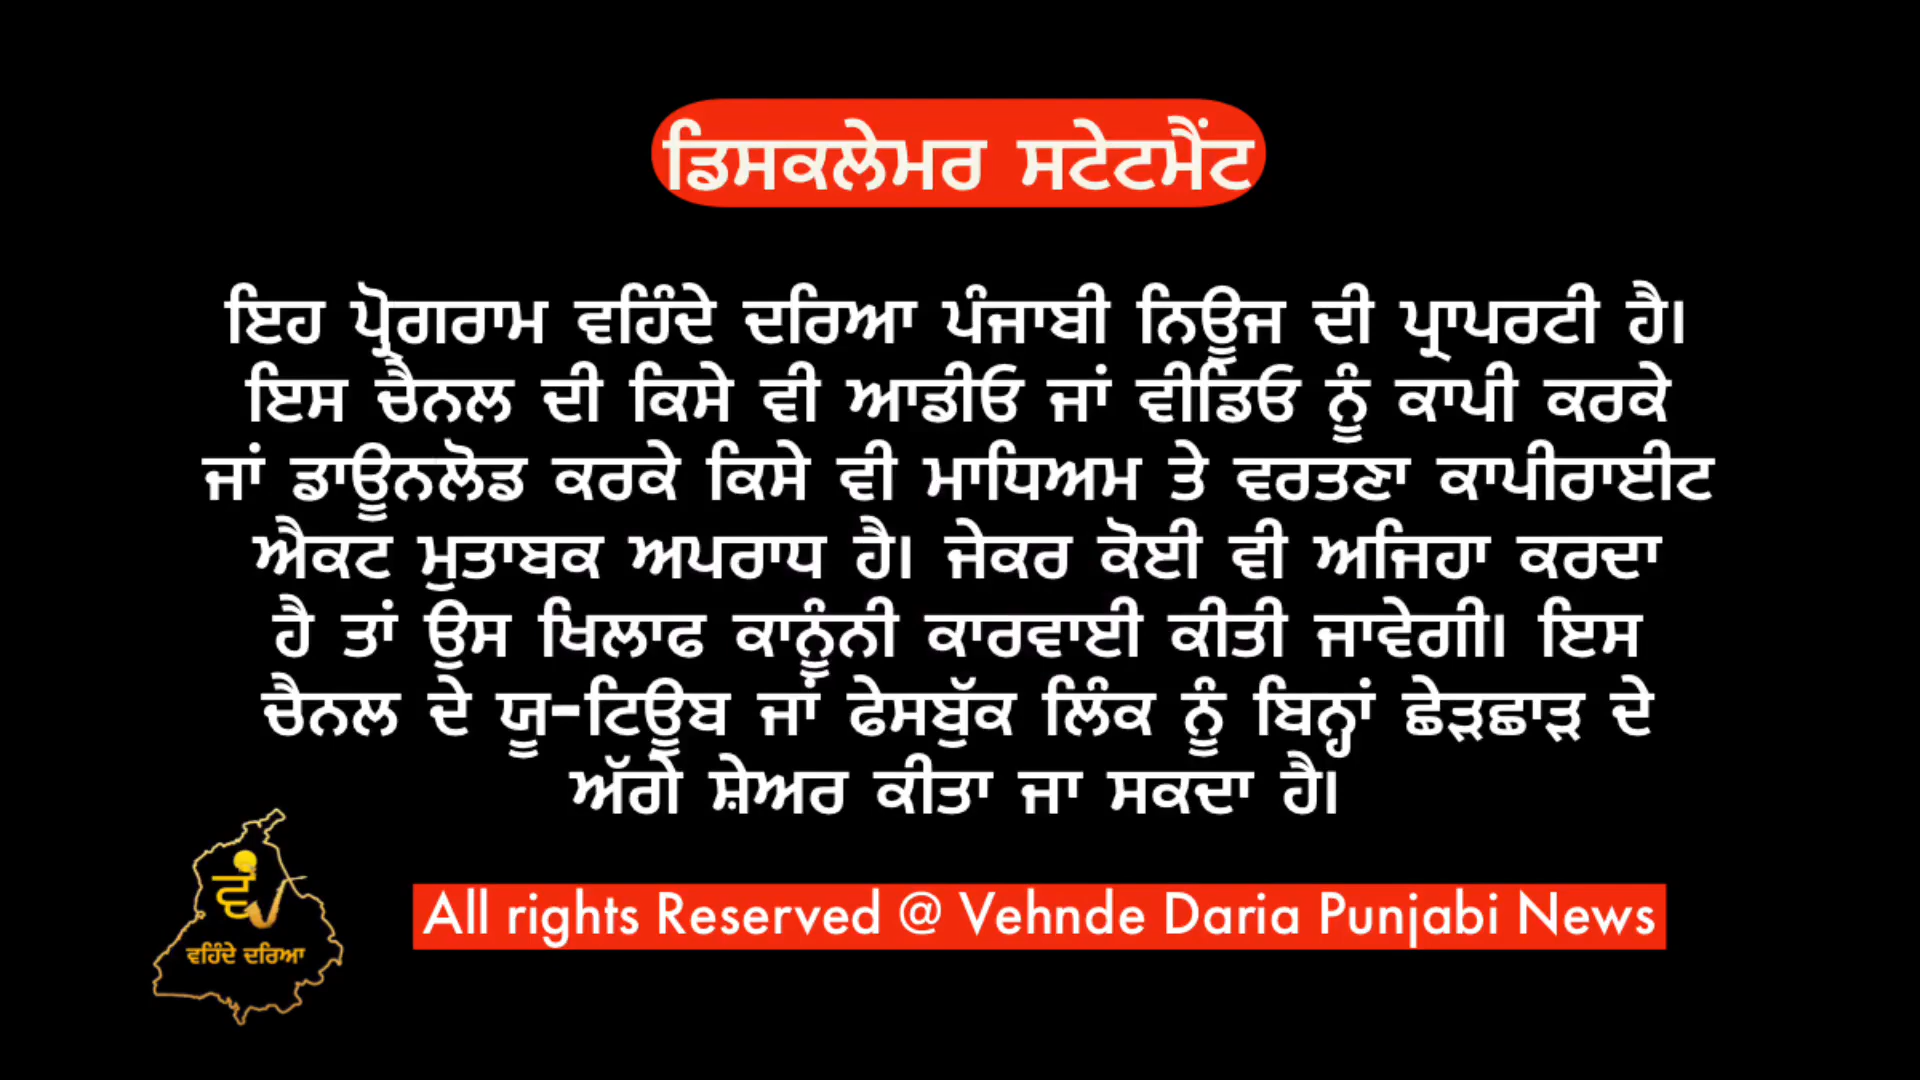 ਡਿਸਕਲੇਮਰ ਸਟੇਟਮੈਂਟ
ਇਹ ਪ੍ਰੋਗਰਾਮ ਵਹਿੰਦੇ ਦਰਿਆ ਪੰਜਾਬੀ ਨਿਊਜ ਦੀ ਪ੍ਰਾਪਰਟੀ ਹੈ।
ਇਸ ਚੈਨਲ ਦੀ ਕਿਸੇ ਵੀ ਆਡੀਓ ਜਾਂ ਵੀਡਿਓ ਨੂੰ ਕਾਪੀ ਕਰਕੇ
ਜਾਂ ਡਾਊਨਲੋਡ ਕਰਕੇ ਕਿਸੇ ਵੀ ਮਾਧਿਅਮ ਤੇ ਵਰਤਣਾ ਕਾਪੀਰਾਈਟ
ਐਕਟ ਮੁਤਾਬਕ ਅਪਰਾਧ ਹੈ। ਜੇਕਰ ਕੋਈ ਵੀ ਅਜਿਹਾ ਕਰਦਾ
ਹੈ ਤਾਂ ਉਸ ਖਿਲਾਫ ਕਾਨੂੰਨੀ ਕਾਰਵਾਈ ਕੀਤੀ ਜਾਵੇਗੀ। ਇਸ
ਚੈਨਲ ਦੇ ਯੂ-ਟਿਊਬ ਜਾਂ ਫੇਸਬੁੱਕ ਲਿੰਕ ਨੂੰ ਬਿਨ੍ਹਾਂ ਛੇੜਛਾੜ ਦੇ
ਅੱਗੇ ਸ਼ੇਅਰ ਕੀਤਾ ਜਾ ਸਕਦਾ ਹੈ।
ਵਹਿੰਦੇ ਦਰਿਆ
All rights Reserved @ Vehnde Daria Punjabi News